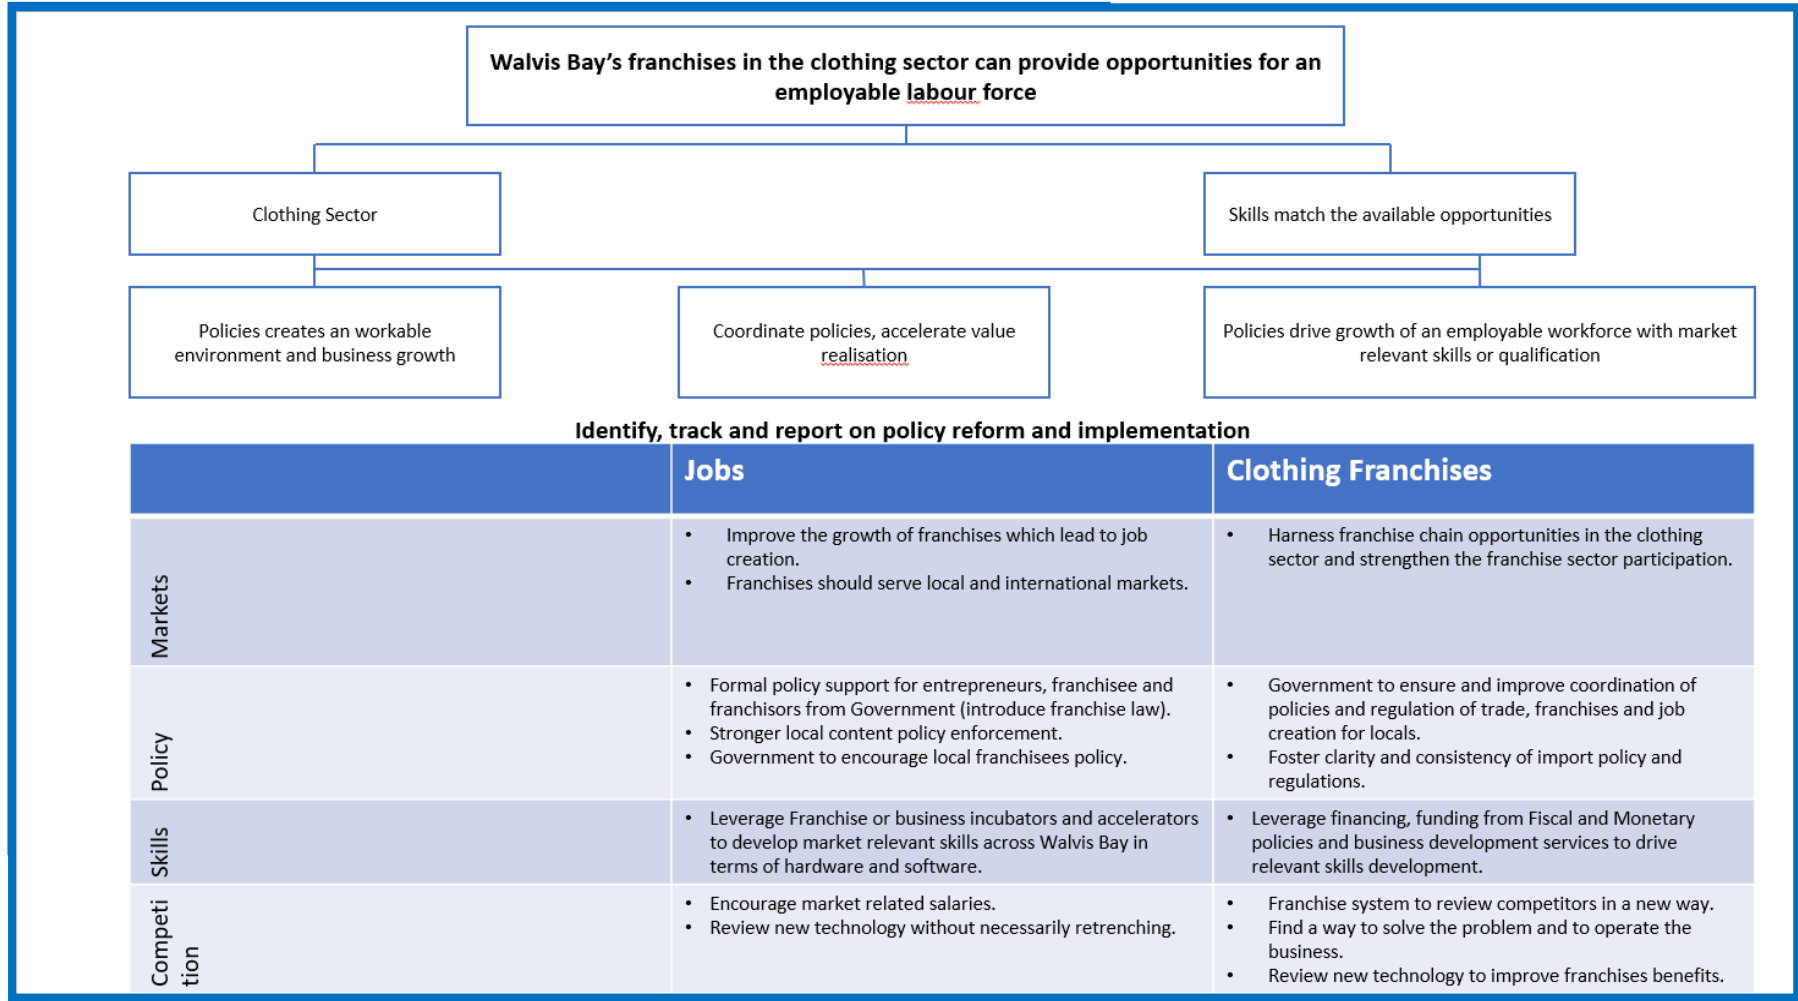 Walvis Bay’s franchises in the clothing sector can provide opportunities for an
employable labour force
Clothing Sector
Skills match the available opportunities
Policies creates an workable
environment and business growth
Coordinate policies, accelerate value
realisation
Policies drive growth of an employable workforce with market
relevant skills or qualification
Identify, track and report on policy reform and implementation
Jobs
Clothing Franchises
Markets
• Improve the growth of franchises which lead to job
creation.
• Franchises should serve local and international markets.
• Harness franchise chain opportunities in the clothing
sector and strengthen the franchise sector participation.
Policy
• Formal policy support for entrepreneurs, franchisee and
franchisors from Government (introduce franchise law).
• Stronger local content policy enforcement.
• Government to encourage local franchisees policy.
• Government to ensure and improve coordination of
policies and regulation of trade, franchises and job
creation for locals.
• Foster clarity and consistency of import policy and
regulations.
Skills
• Leverage Franchise or business incubators and accelerators
to develop market relevant skills across Walvis Bay in
terms of hardware and software.
• Leverage financing, funding from Fiscal and Monetary
policies and business development services to drive
relevant skills development.
Competi
tion
• Encourage market related salaries.
• Review new technology without necessarily retrenching.
• Franchise system to review competitors in a new way.
• Find a way to solve the problem and to operate the
business.
• Review new technology to improve franchises benefits.